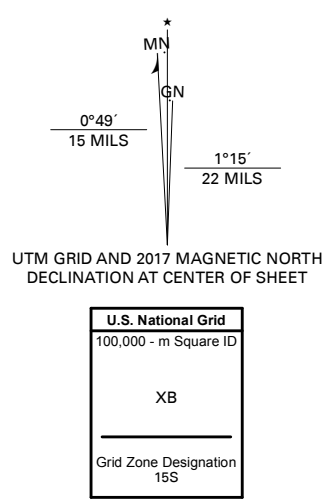 MN
GN
0°49´
15 MILS
1°15´
22 MILS
UTM GRID AND 2017 MAGNETIC NORTH
DECLINATION AT CENTER OF SHEET
U.S. National Grid
100,000 - m Square ID
XB
Grid Zone Designation
15S